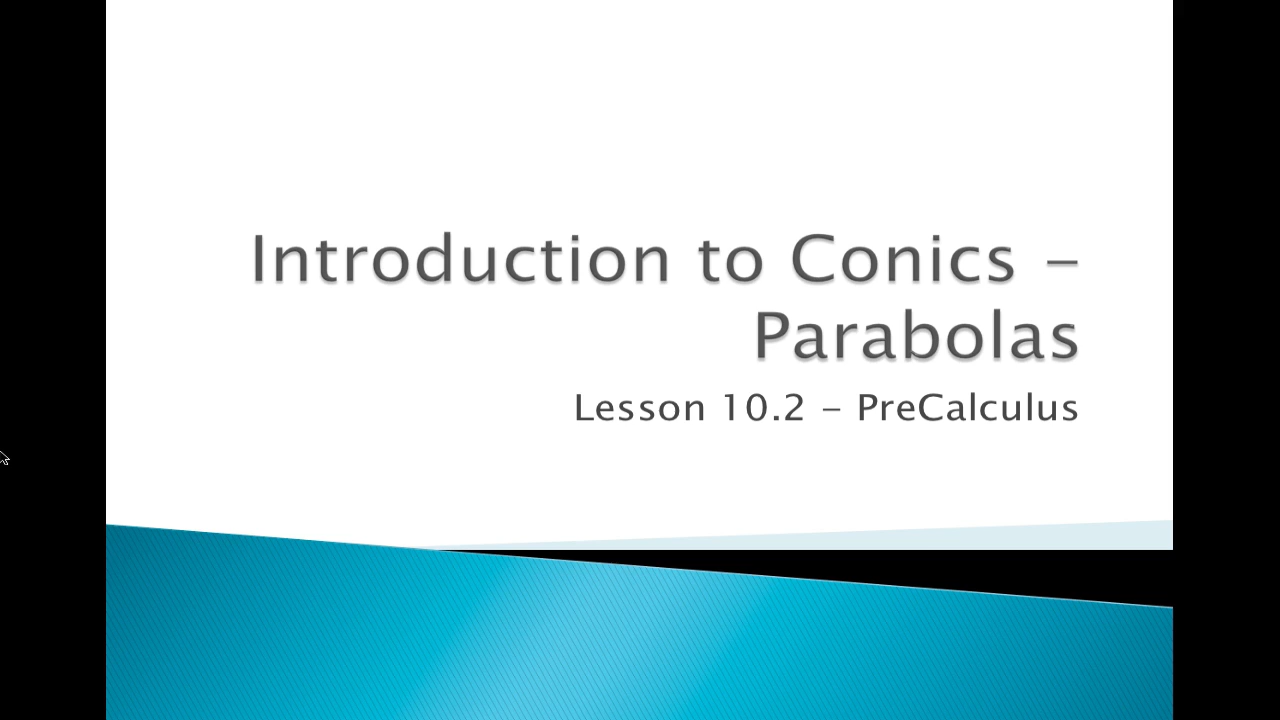 Introduction to Conics –
Parabolas
Lesson 10.2 – PreCalculus